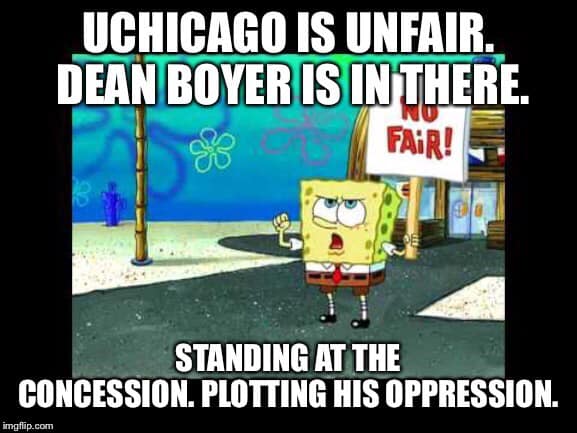 UCHICAGO IS UNFAIR.
DEAN BOYER IS IN THERE.
NO
FAiR!
STANDING AT THE
CONCESSION. PLOTTING HIS OPPRESSION.
imgflip.com